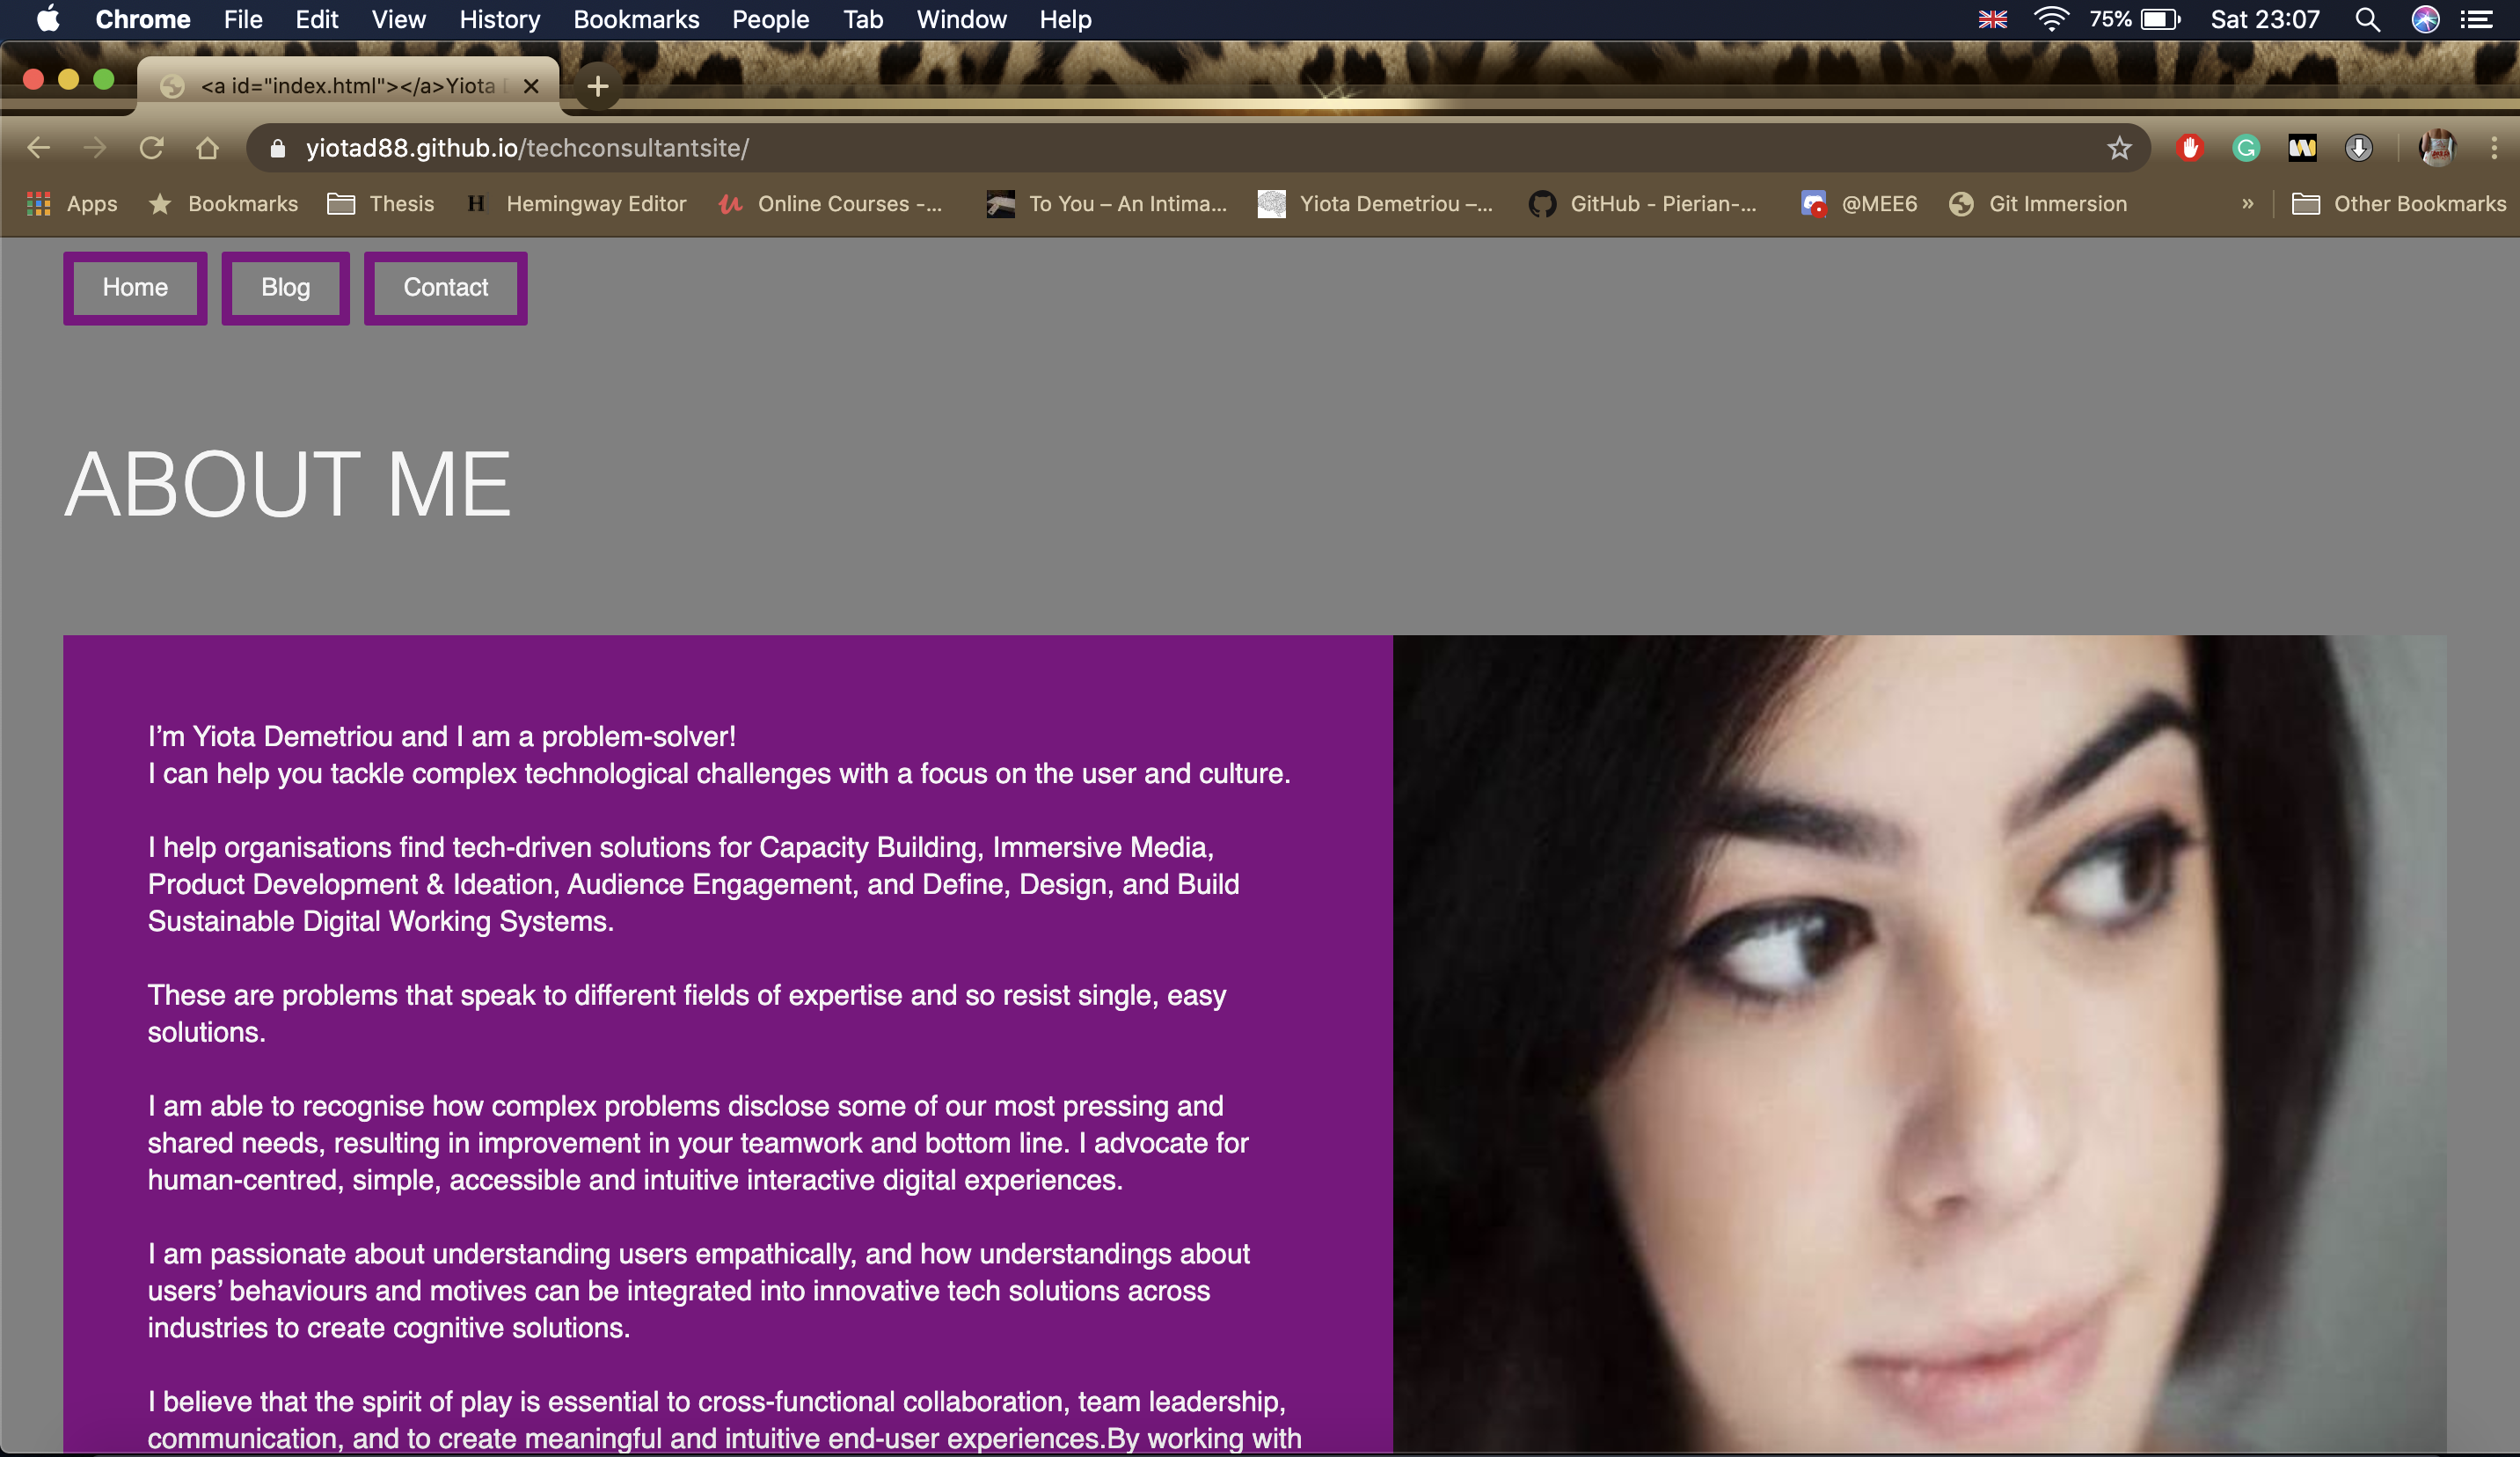 Chrome File Edit View History Bookmarks People Tab Window Help 75% Sat 23:07
<a id="index.html"></a>Yiota
yiotad88.github.io/techconsultantsite/
Apps Bookmarks Thesis H Hemingway Editor Online Courses -... To You – An Intima... Yiota Demetriou –... GitHub - Pierian-... @MEE6 Git Immersion » Other Bookmarks
Home Blog Contact
ABOUT ME
I’m Yiota Demetriou and I am a problem-solver!
I can help you tackle complex technological challenges with a focus on the user and culture.
I help organisations find tech-driven solutions for Capacity Building, Immersive Media,
Product Development & Ideation, Audience Engagement, and Define, Design, and Build
Sustainable Digital Working Systems.
These are problems that speak to different fields of expertise and so resist single, easy
solutions.
I am able to recognise how complex problems disclose some of our most pressing and
shared needs, resulting in improvement in your teamwork and bottom line. I advocate for
human-centred, simple, accessible and intuitive interactive digital experiences.
I am passionate about understanding users empathically, and how understandings about
users’ behaviours and motives can be integrated into innovative tech solutions across
industries to create cognitive solutions.
I believe that the spirit of play is essential to cross-functional collaboration, team leadership,
communication, and to create meaningful and intuitive end-user experiences.By working with